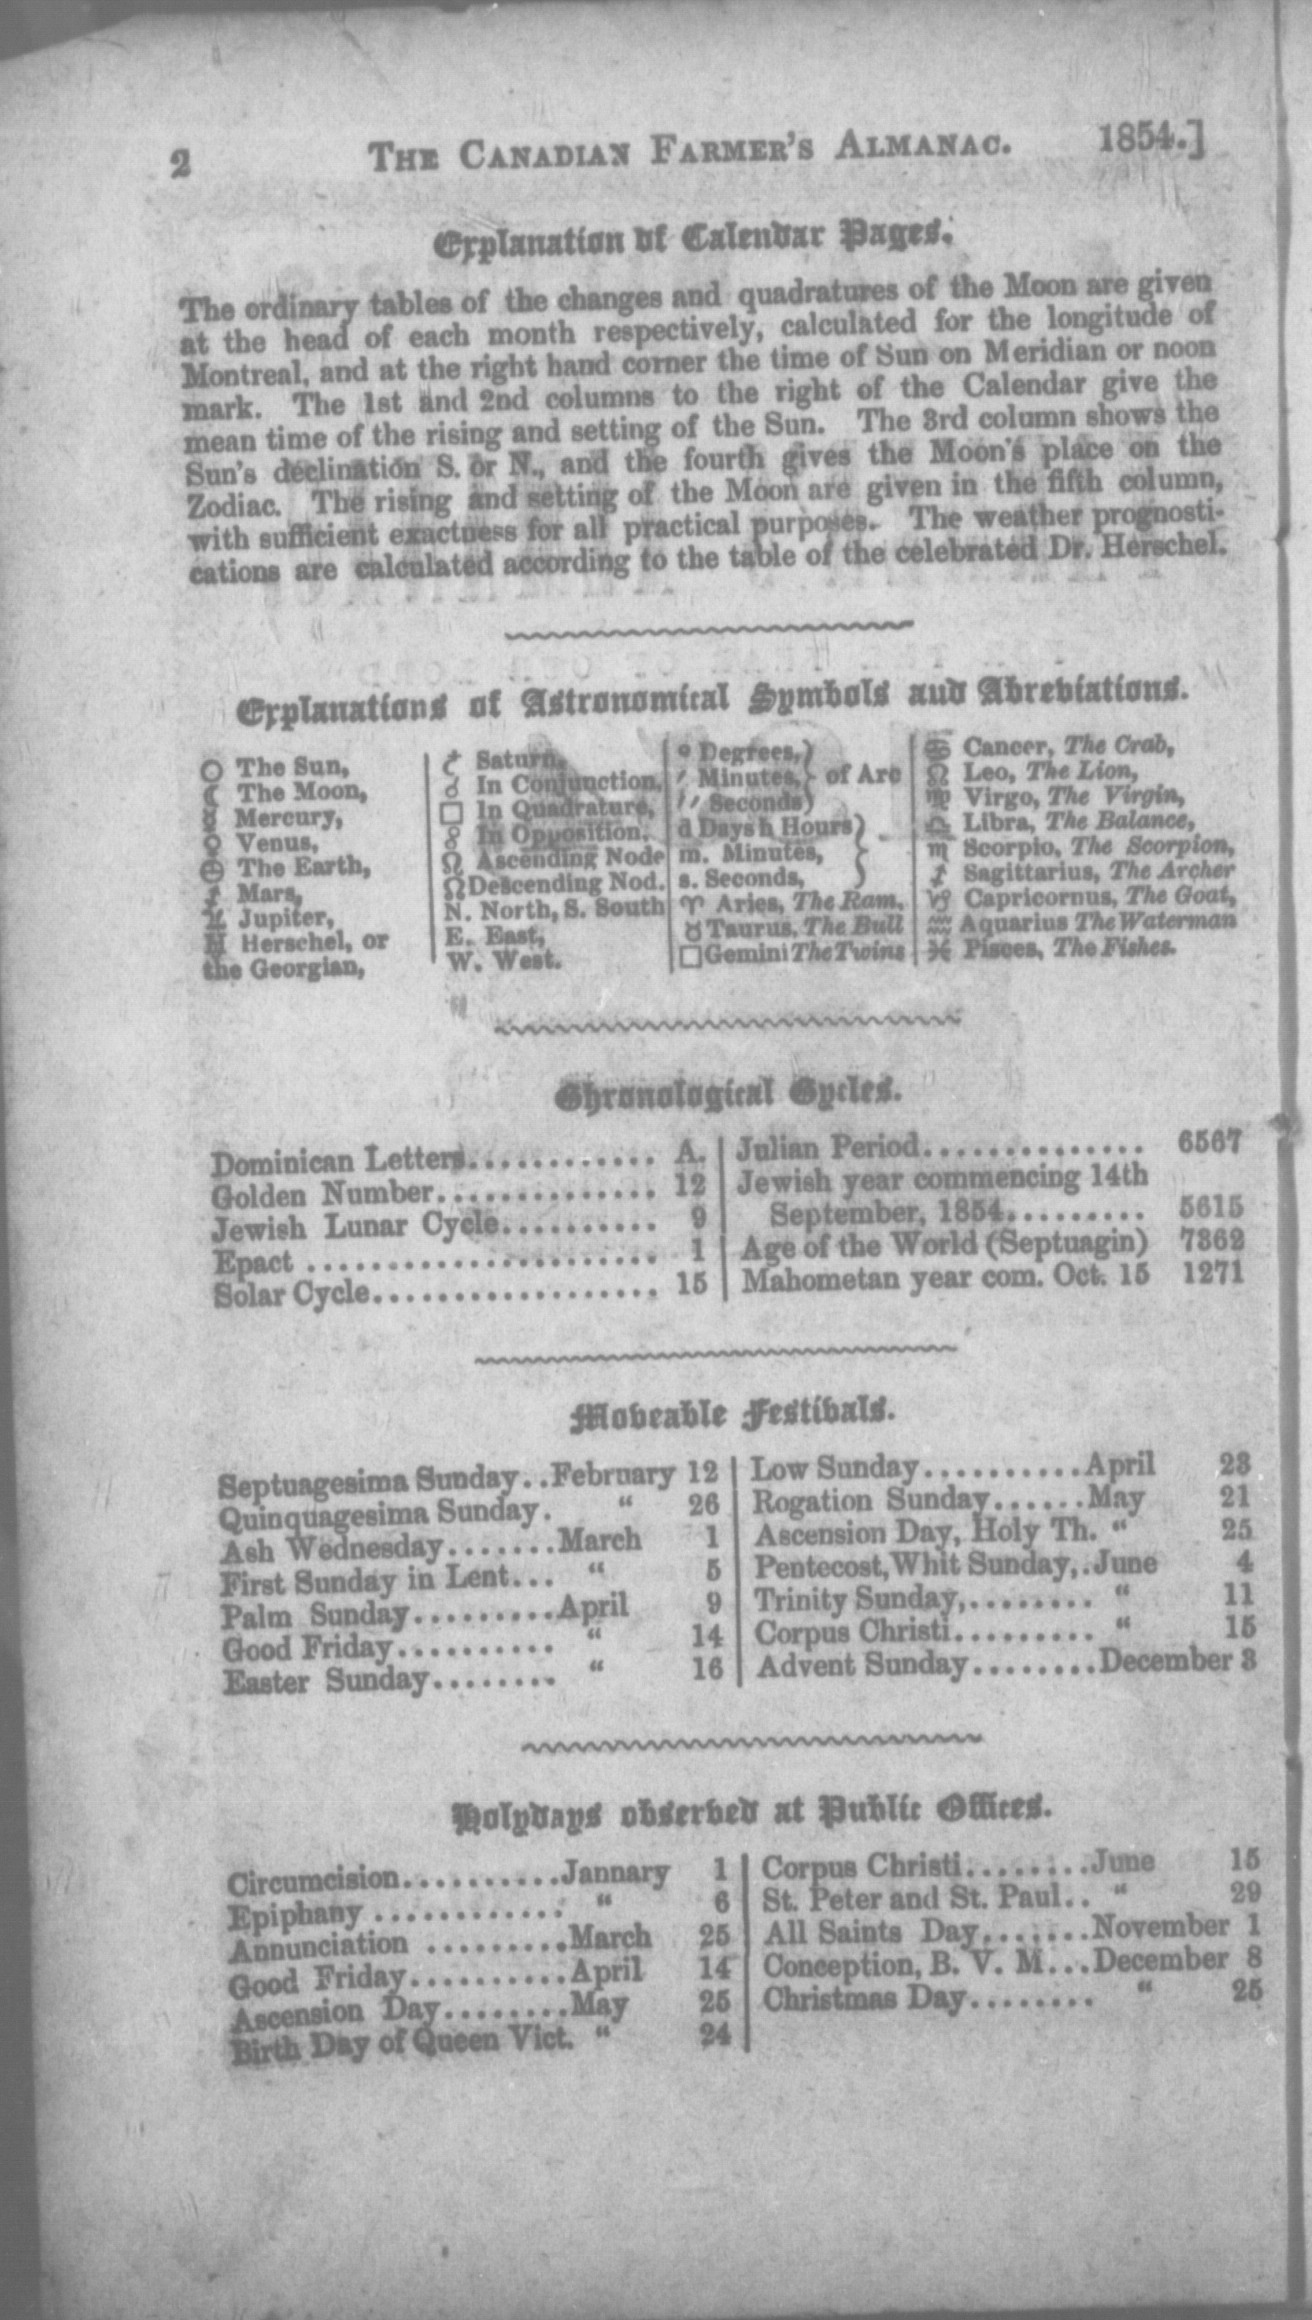 2 THE CANADIAN FARMER'S ALMANAC. 1854.]
Explanation of Calendar Pages.
The ordinary tables of the changes and quadratures of the Moon are given
at the head of each month respectively, calculated for the longitude of
Montreal, and at the right hand corner the time of Sun on Meridian or noon
mark. The 1st and 2nd columns to the right of the Calendar give the
mean time of the rising and setting of the Sun. The 3rd column shows the
Sun's declination S. or N., and the fourth gives the Moon's place on the
Zodiac. The rising and setting of the Moon are given in the fifth column,
with sufficient exactness for all practical purposes. The weather prognosti-
cations are calculated according to the table of the celebrated Dr. Herschel.
Explanations of Astronomical Symbols aud Abreviations.
○ The Sun,
☾ The Moon,
☿ Mercury,
♀ Venus,
⊕ The Earth,
♂ Mars,
♃ Jupiter,
♅ Herschel, or
the Georgian,
♄ Saturn,
☌ In Conjunction,
□ In Quadrature,
☍ In Opposition,
☊ Ascending Node
☊ Descending Nod.
N. North, S. South
E. East,
W. West.
° Degrees,
′ Minutes, } of Arc
′′ Seconds
d Days h Hours
m. Minutes,
s. Seconds,
♈ Aries, The Ram,
♉ Taurus, The Bull
□ Gemini The Twins
♋ Cancer, The Crab,
♌ Leo, The Lion,
♍ Virgo, The Virgin,
♎ Libra, The Balance,
♏ Scorpio, The Scorpion,
♐ Sagittarius, The Archer
♑ Capricornus, The Goat,
♒ Aquarius The Waterman
♓ Pisces, The Fishes.
Chronological Cycles.
Dominican Letters............ A.
Golden Number.............. 12
Jewish Lunar Cycle.......... 9
Epact ...................... 1
Solar Cycle................... 15
Julian Period.............. 6567
Jewish year commencing 14th
September, 1854......... 5615
Age of the World (Septuagin) 7362
Mahometan year com. Oct. 15 1271
Moveable Festivals.
Septuagesima Sunday..February 12
Quinquagesima Sunday. “ 26
Ash Wednesday.......March 1
First Sunday in Lent... “ 5
Palm Sunday.........April 9
Good Friday.......... “ 14
Easter Sunday........ “ 16
Low Sunday..........April 23
Rogation Sunday......May 21
Ascension Day, Holy Th. “ 25
Pentecost, Whit Sunday,.June 4
Trinity Sunday,........ “ 11
Corpus Christi......... “ 15
Advent Sunday........December 3
Holydays observed at Public Offices.
Circumcision..........Jannary 1
Epiphany ............ “ 6
Annunciation .........March 25
Good Friday..........April 14
Ascension Day........May 25
Birth Day of Queen Vict. “ 24
Corpus Christi........June 15
St. Peter and St. Paul.. “ 29
All Saints Day.......November 1
Conception, B. V. M...December 8
Christmas Day........ “ 25